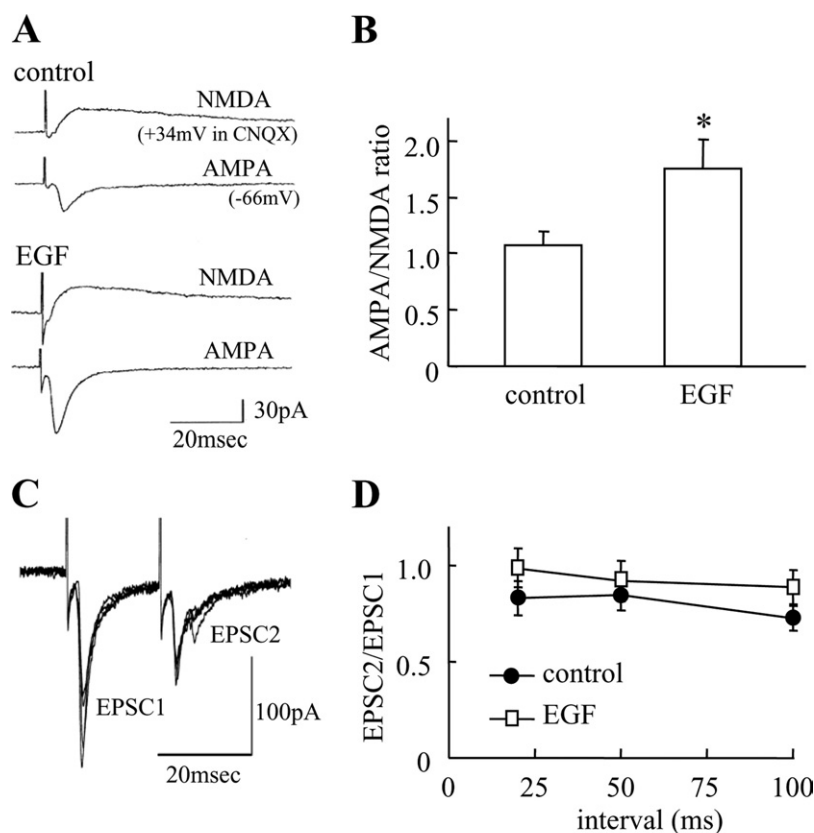 A
control
NMDA
(+34mV in CNQX)
AMPA
(-66mV)
EGF
NMDA
AMPA
30pA
20msec
B
AMPA/NMDA ratio
2.0
1.5
1.0
0.5
0
*
control
EGF
C
EPSC2
EPSC1
100pA
20msec
D
EPSC2/EPSC1
1.0
0.5
0
control
EGF
0
25
50
75
100
interval (ms)